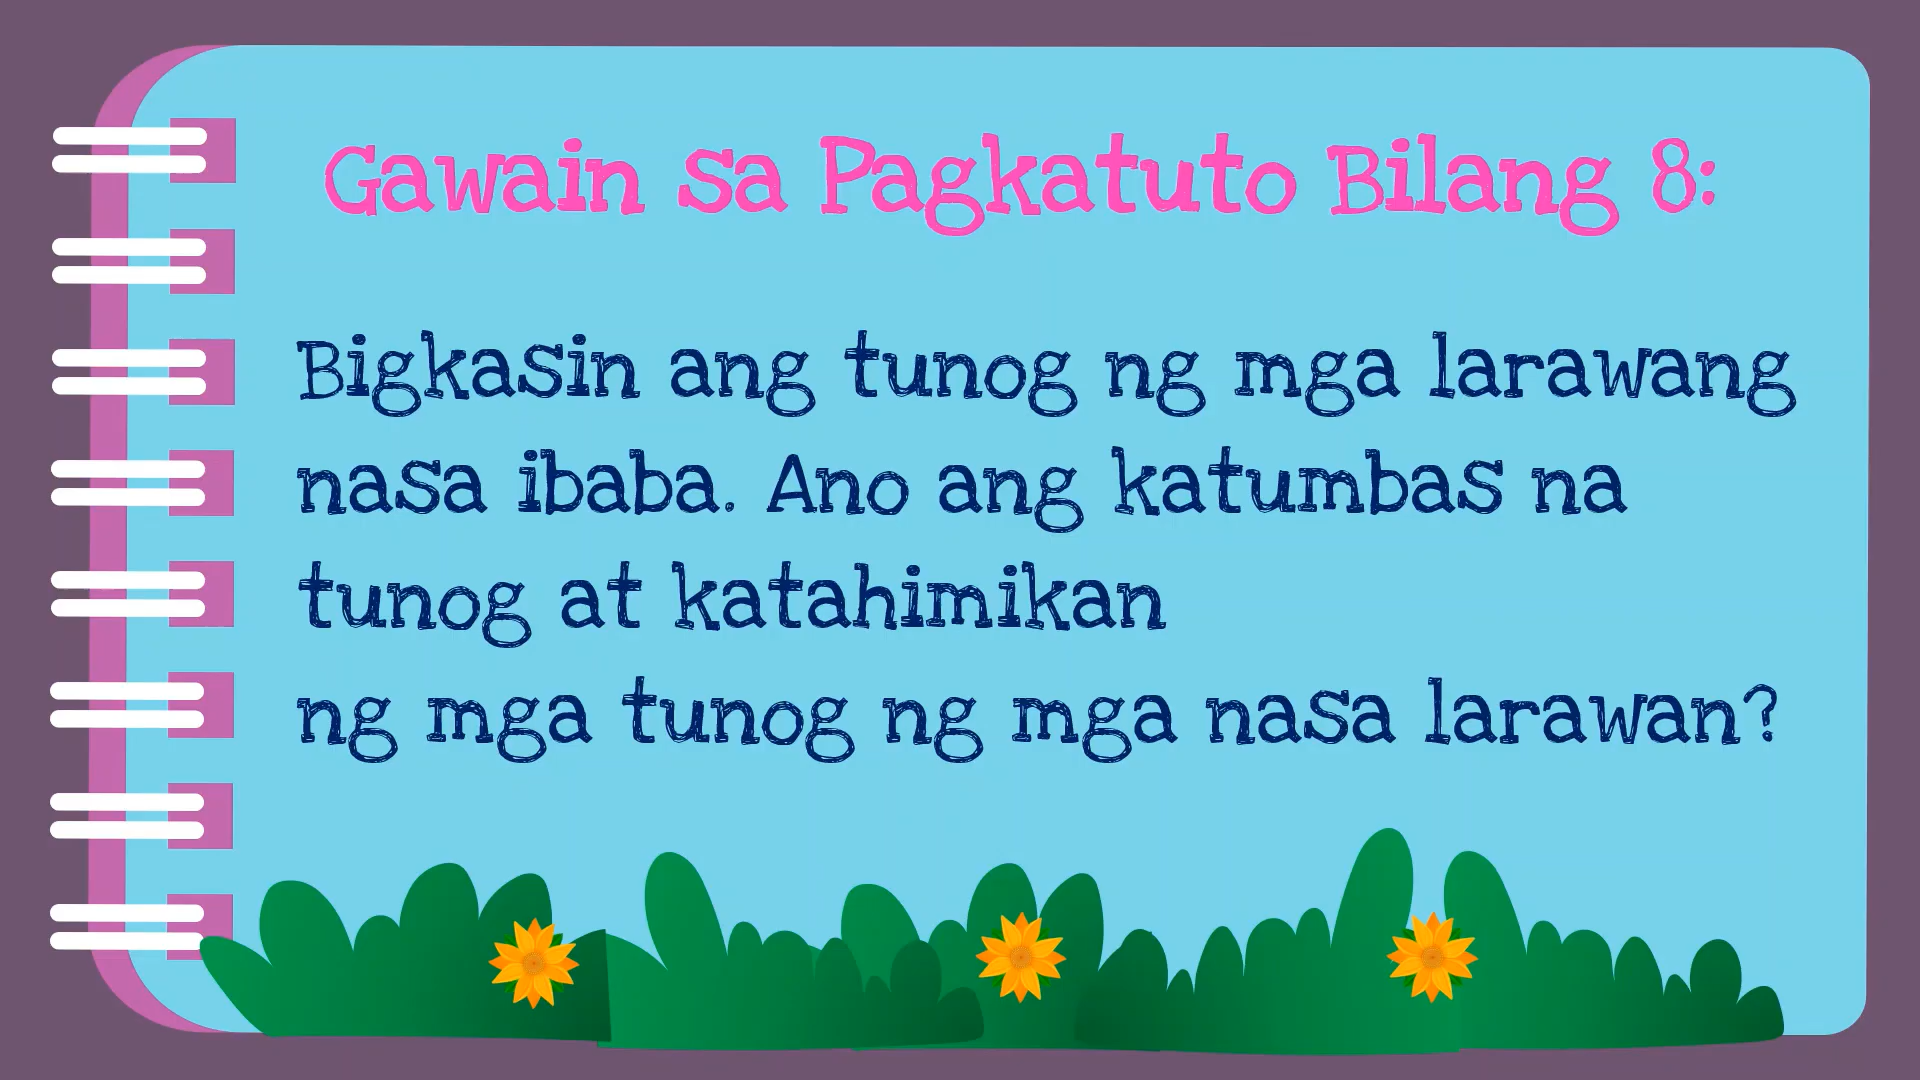 Gawain sa Pagkatuto Bilang 8:
Bigkasin ang tunog ng mga larawang
nasa ibaba. Ano ang katumbas na
tunog at katahimikan
ng mga tunog ng mga nasa larawan?